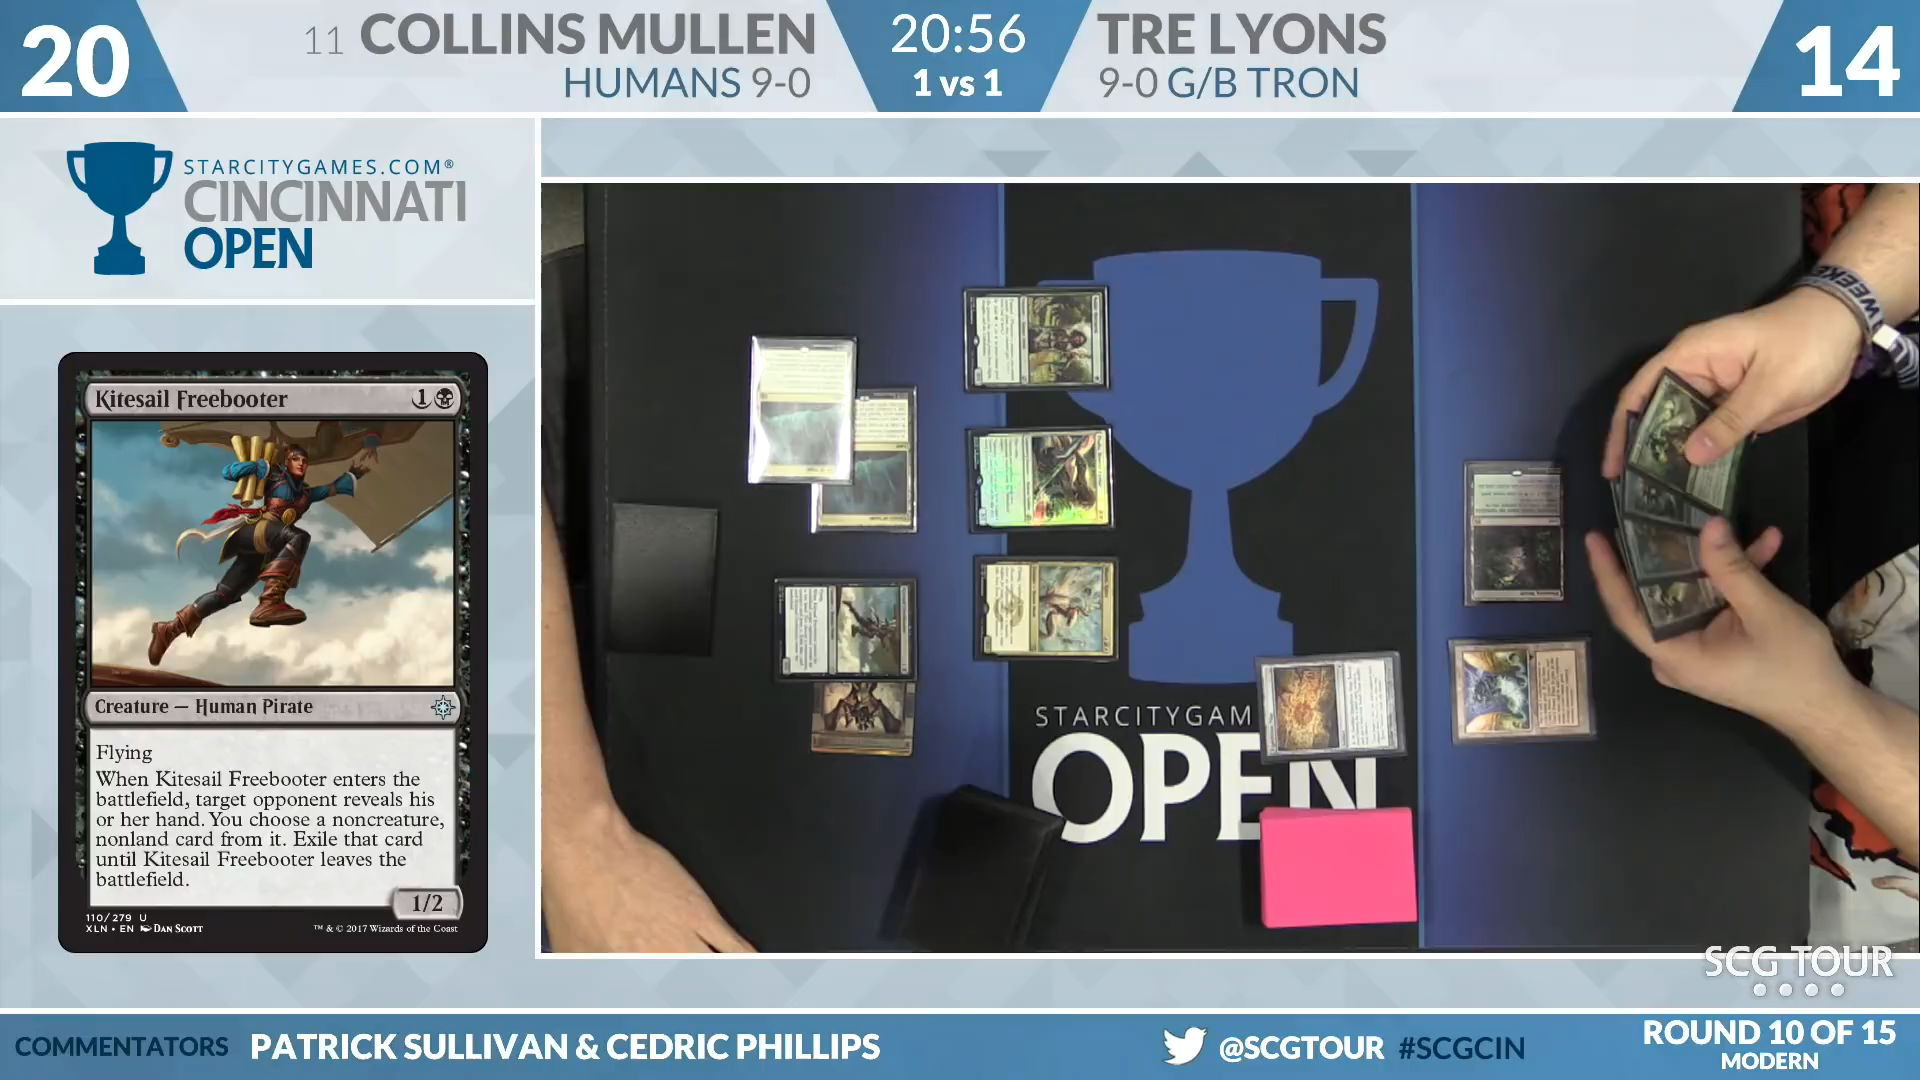 20
11 COLLINS MULLEN
HUMANS 9-0
20:56
1 vs 1
TRE LYONS
9-0 G/B TRON
14
STARCITYGAMES.COM®
CINCINNATI
OPEN
Kitesail Freebooter 1
Creature — Human Pirate
Flying
When Kitesail Freebooter enters the
battlefield, target opponent reveals his
or her hand. You choose a noncreature,
nonland card from it. Exile that card
until Kitesail Freebooter leaves the
battlefield.
1/2
110/279 U
XLN • EN DAN SCOTT
™ & © 2017 Wizards of the Coast
STARCITYGAM
OPEN
WEEKE
SCG TOUR
COMMENTATORS PATRICK SULLIVAN & CEDRIC PHILLIPS
@SCGTOUR #SCGCIN
ROUND 10 OF 15
MODERN